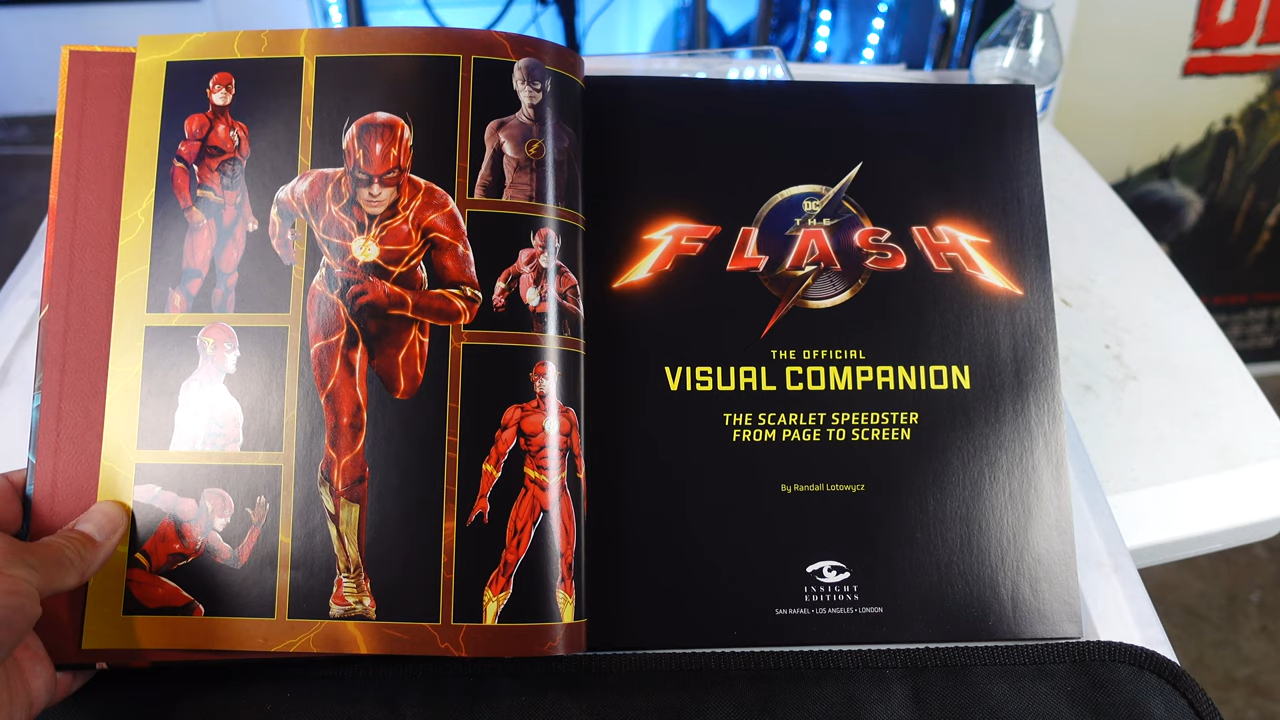 DC
THE
FLASH
THE OFFICIAL
VISUAL COMPANION
THE SCARLET SPEEDSTER
FROM PAGE TO SCREEN
By Randall Lotowycz
INSIGHT
EDITIONS
SAN RAFAEL • LOS ANGELES • LONDON